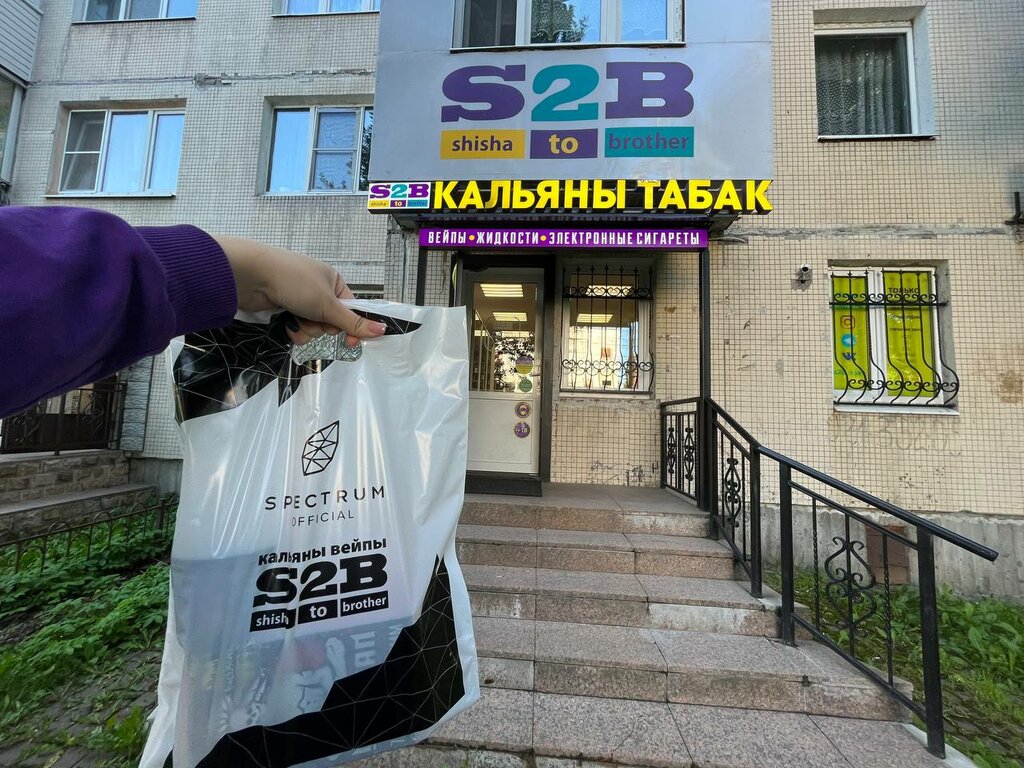 S2B
shisha to brother
S2B
shisha to brother
КАЛЬЯНЫ ТАБАК
ВЕЙПЫ•ЖИДКОСТИ•ЭЛЕКТРОННЫЕ СИГАРЕТЫ
ТОЛЬКО
SPECTRUM
OFFICIAL
кальяны вейпы
S2B
shisha to brother